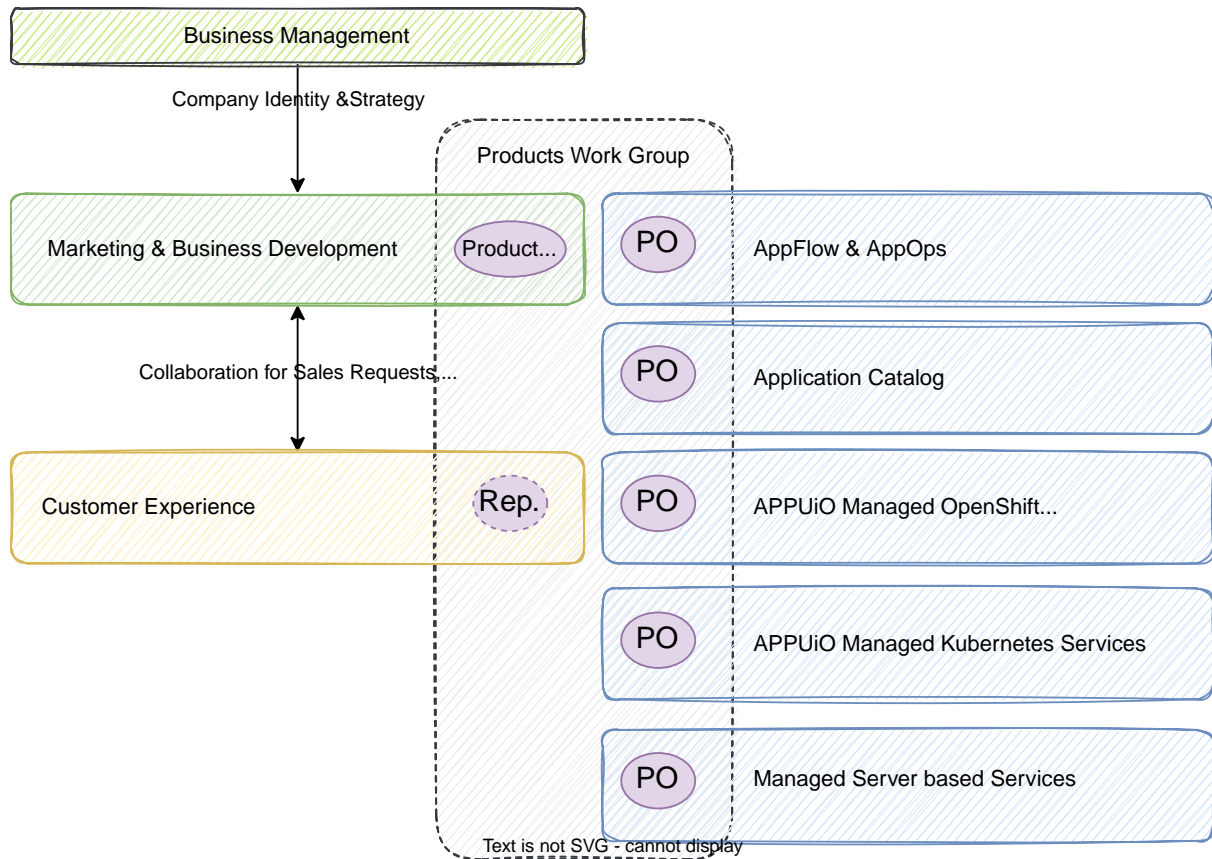 Business Management
Company Identity &Strategy
Products Work Group
Marketing & Business Development
Product...
PO
AppFlow & AppOps
Collaboration for Sales Requests,...
PO
Application Catalog
Customer Experience
Rep.
PO
APPUiO Managed OpenShift...
PO
APPUiO Managed Kubernetes Services
PO
Managed Server based Services
Text is not SVG - cannot display